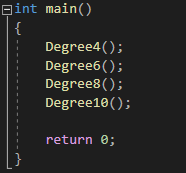 int main()
{
Degree4();
Degree6();
Degree8();
Degree10();
return 0;
}